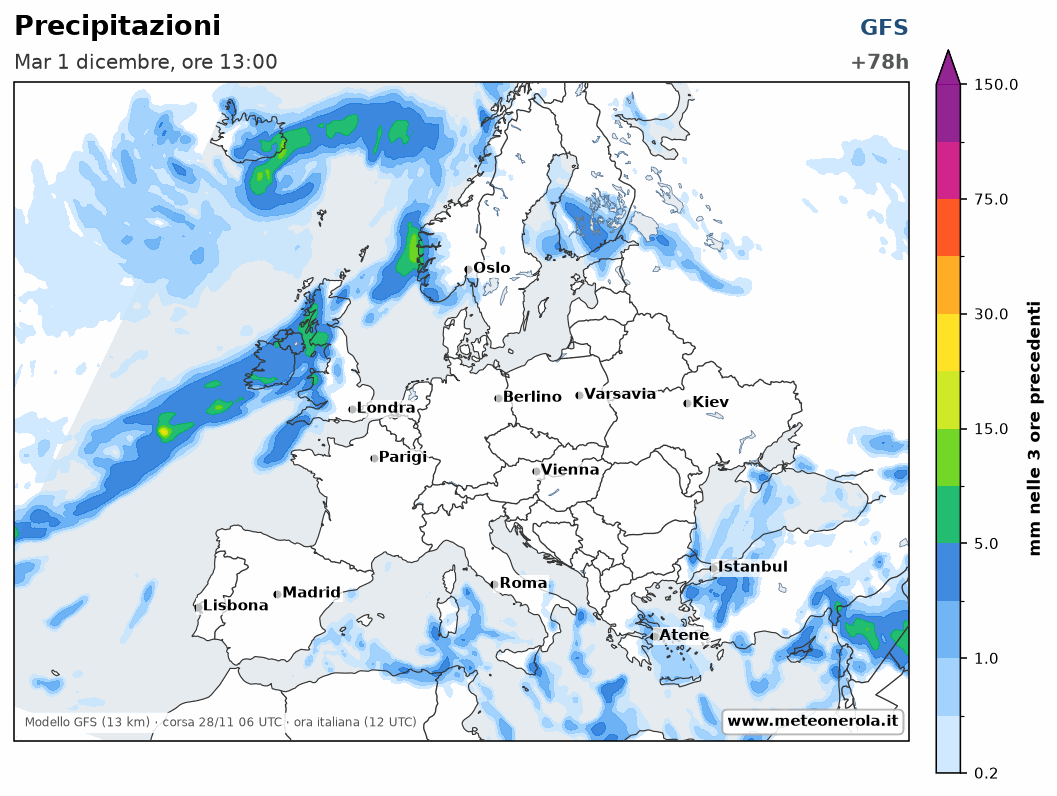 Precipitazioni
GFS
Mar 1 dicembre, ore 13:00
+78h
150.0
75.0
30.0
15.0
5.0
1.0
0.2
mm nelle 3 ore precedenti
Oslo
Londra
Berlino
Varsavia
Kiev
Parigi
Vienna
Istanbul
Roma
Madrid
Lisbona
Atene
Modello GFS (13 km) · corsa 28/11 06 UTC · ora italiana (12 UTC)
www.meteonerola.it